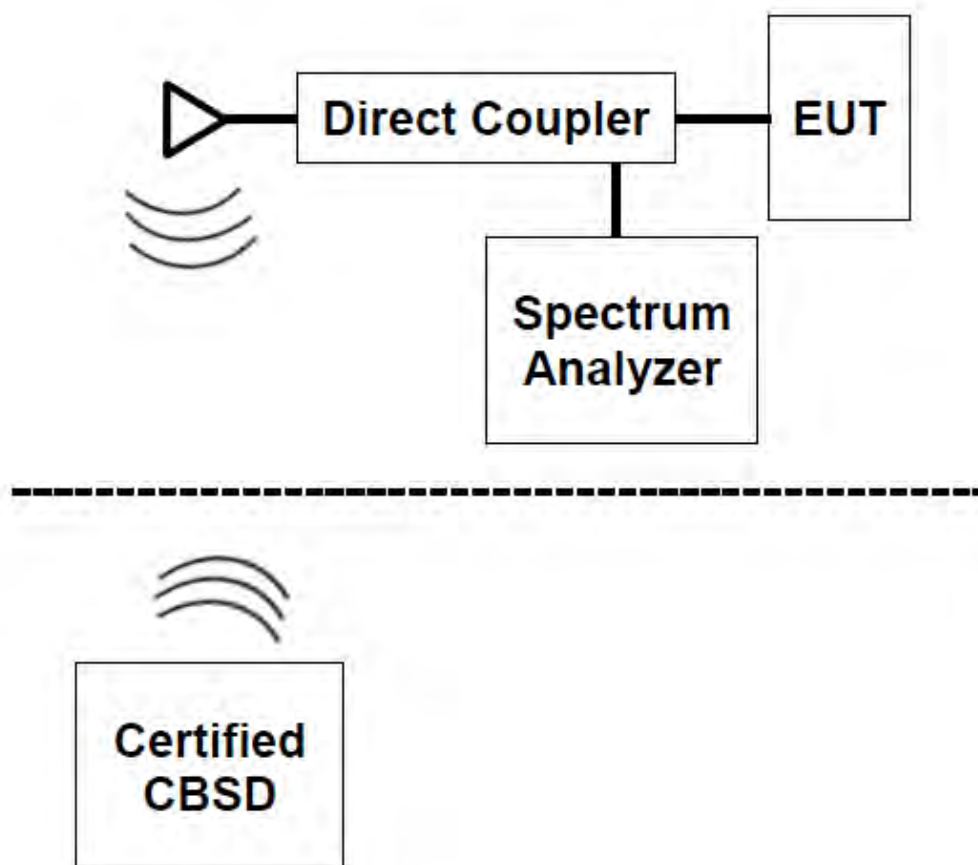 Direct Coupler
EUT
Spectrum
Analyzer
Certified
CBSD